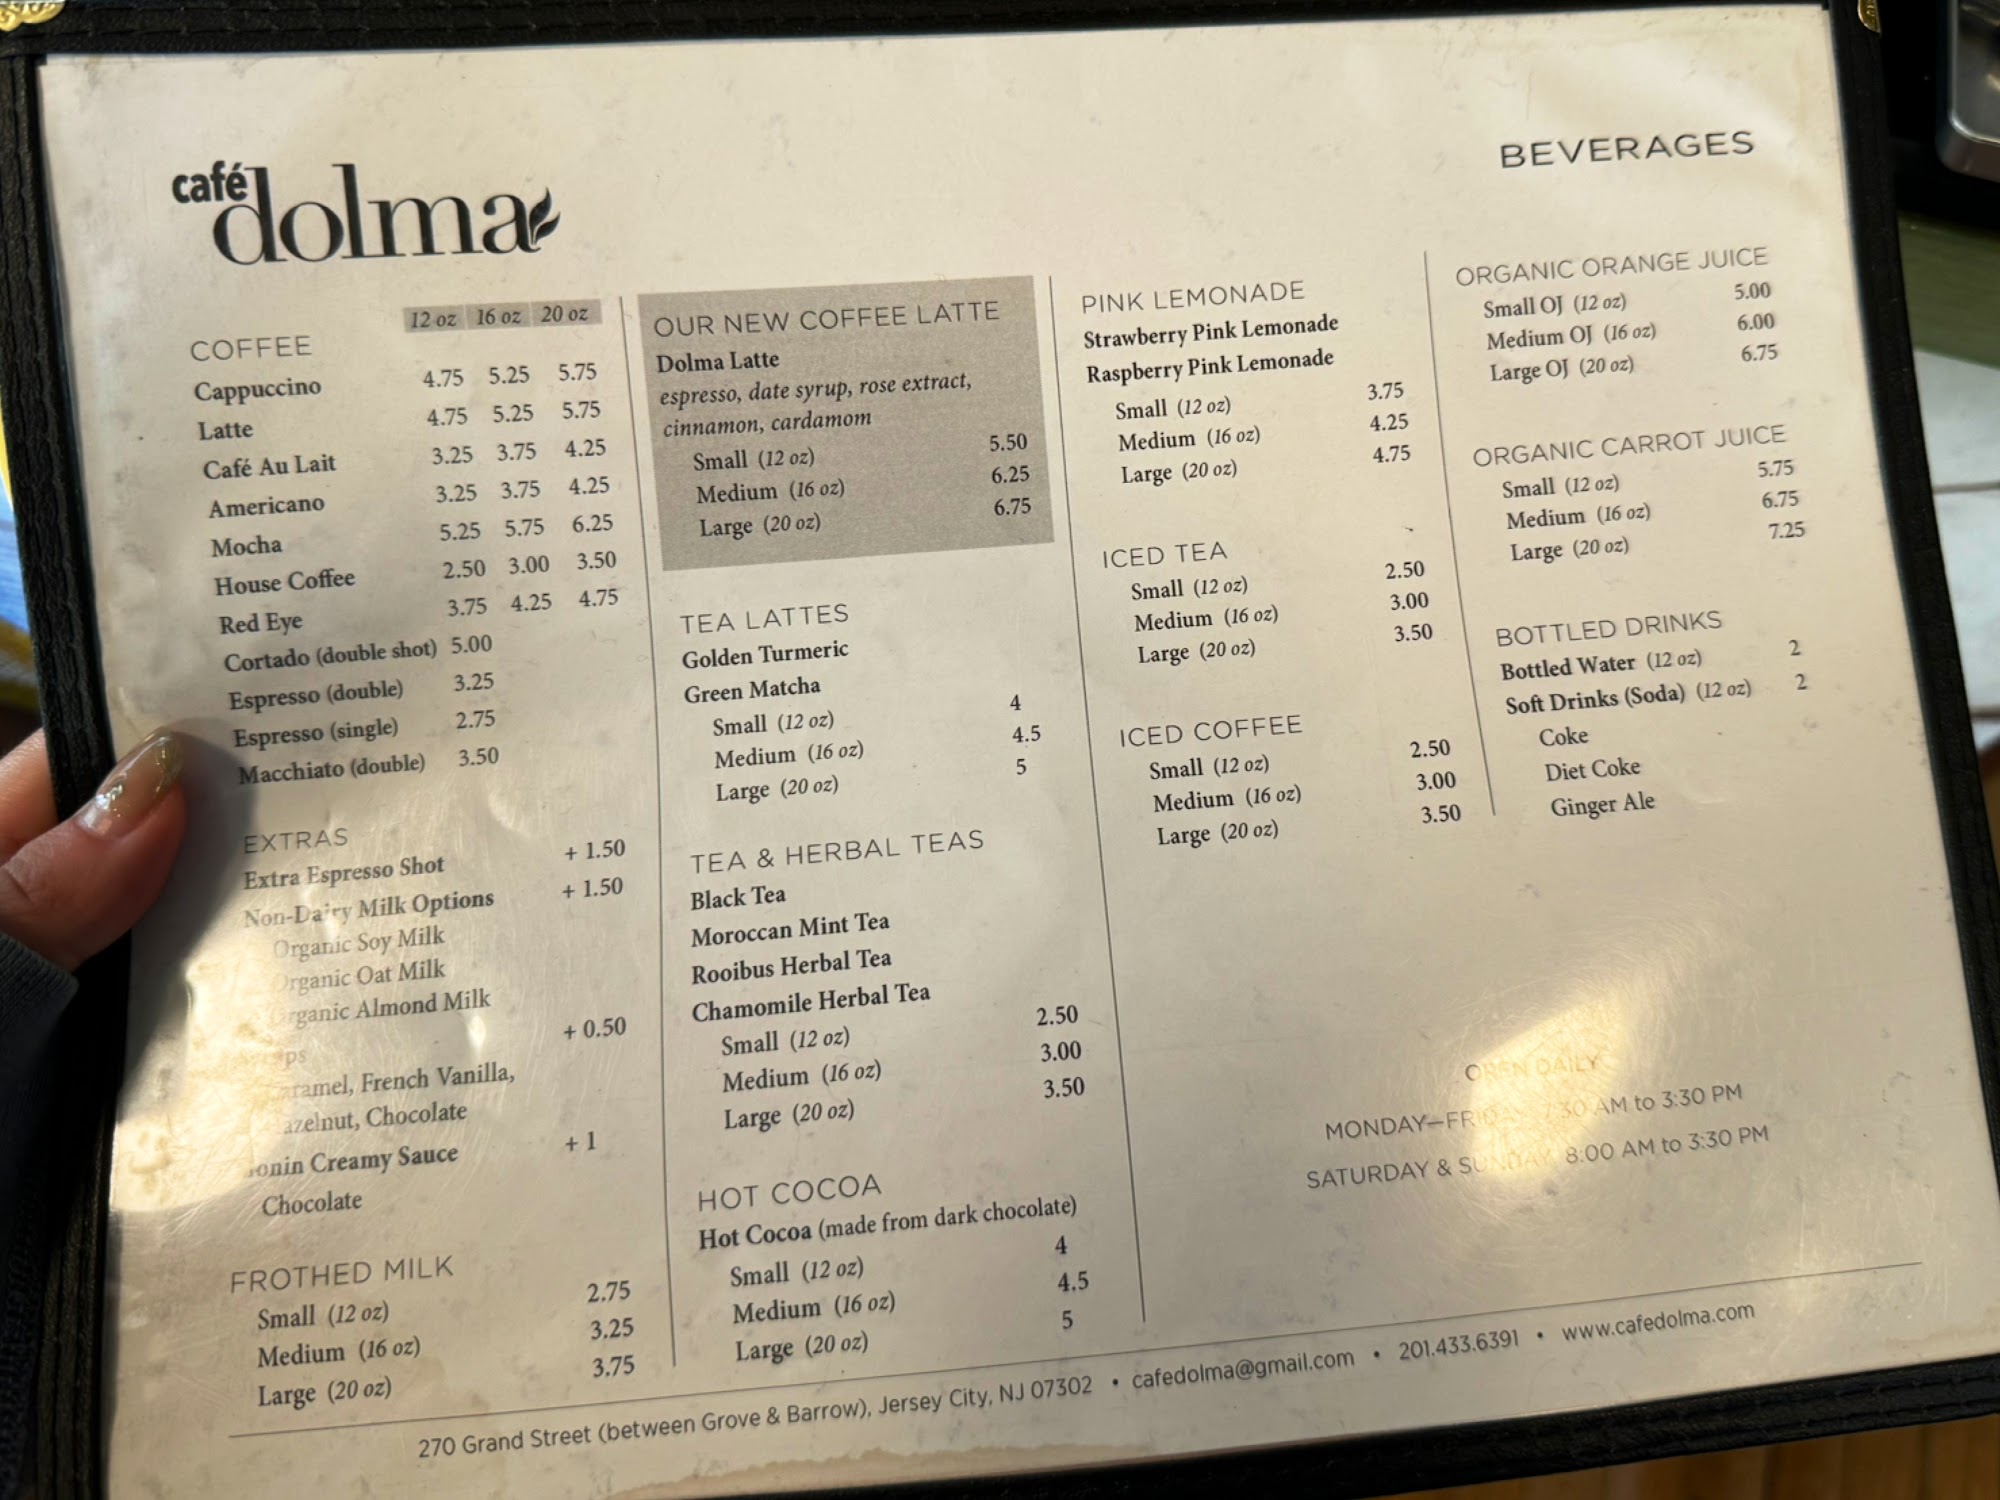 café
dolma
BEVERAGES
12 oz 16 oz 20 oz
COFFEE
Cappuccino 4.75 5.25 5.75
Latte 4.75 5.25 5.75
Café Au Lait 3.25 3.75 4.25
Americano 3.25 3.75 4.25
Mocha 5.25 5.75 6.25
House Coffee 2.50 3.00 3.50
Red Eye 3.75 4.25 4.75
Cortado (double shot) 5.00
Espresso (double) 3.25
Espresso (single) 2.75
Macchiato (double) 3.50
EXTRAS
Extra Espresso Shot + 1.50
Non-Dairy Milk Options + 1.50
Organic Soy Milk
Organic Oat Milk
Organic Almond Milk
+ 0.50
French Vanilla,
Chocolate
Creamy Sauce + 1
Chocolate
FROTHED MILK
Small (12 oz) 2.75
Medium (16 oz) 3.25
Large (20 oz) 3.75
OUR NEW COFFEE LATTE
Dolma Latte
espresso, date syrup, rose extract,
cinnamon, cardamom
Small (12 oz) 5.50
Medium (16 oz) 6.25
Large (20 oz) 6.75
TEA LATTES
Golden Turmeric
Green Matcha
Small (12 oz) 4
Medium (16 oz) 4.5
Large (20 oz) 5
TEA & HERBAL TEAS
Black Tea
Moroccan Mint Tea
Rooibus Herbal Tea
Chamomile Herbal Tea
Small (12 oz) 2.50
Medium (16 oz) 3.00
Large (20 oz) 3.50
HOT COCOA
Hot Cocoa (made from dark chocolate)
Small (12 oz) 4
Medium (16 oz) 4.5
Large (20 oz) 5
PINK LEMONADE
Strawberry Pink Lemonade
Raspberry Pink Lemonade
Small (12 oz) 3.75
Medium (16 oz) 4.25
Large (20 oz) 4.75
ICED TEA
Small (12 oz) 2.50
Medium (16 oz) 3.00
Large (20 oz) 3.50
ICED COFFEE
Small (12 oz) 2.50
Medium (16 oz) 3.00
Large (20 oz) 3.50
ORGANIC ORANGE JUICE
Small OJ (12 oz) 5.00
Medium OJ (16 oz) 6.00
Large OJ (20 oz) 6.75
ORGANIC CARROT JUICE
Small (12 oz) 5.75
Medium (16 oz) 6.75
Large (20 oz) 7.25
BOTTLED DRINKS
Bottled Water (12 oz) 2
Soft Drinks (Soda) (12 oz) 2
Coke
Diet Coke
Ginger Ale
OPEN DAILY
MONDAY–FRIDAY AM to 3:30 PM
SATURDAY & SUNDAY 8:00 AM to 3:30 PM
270 Grand Street (between Grove & Barrow), Jersey City, NJ 07302 • cafedolma@gmail.com • 201.433.6391 • www.cafedolma.com